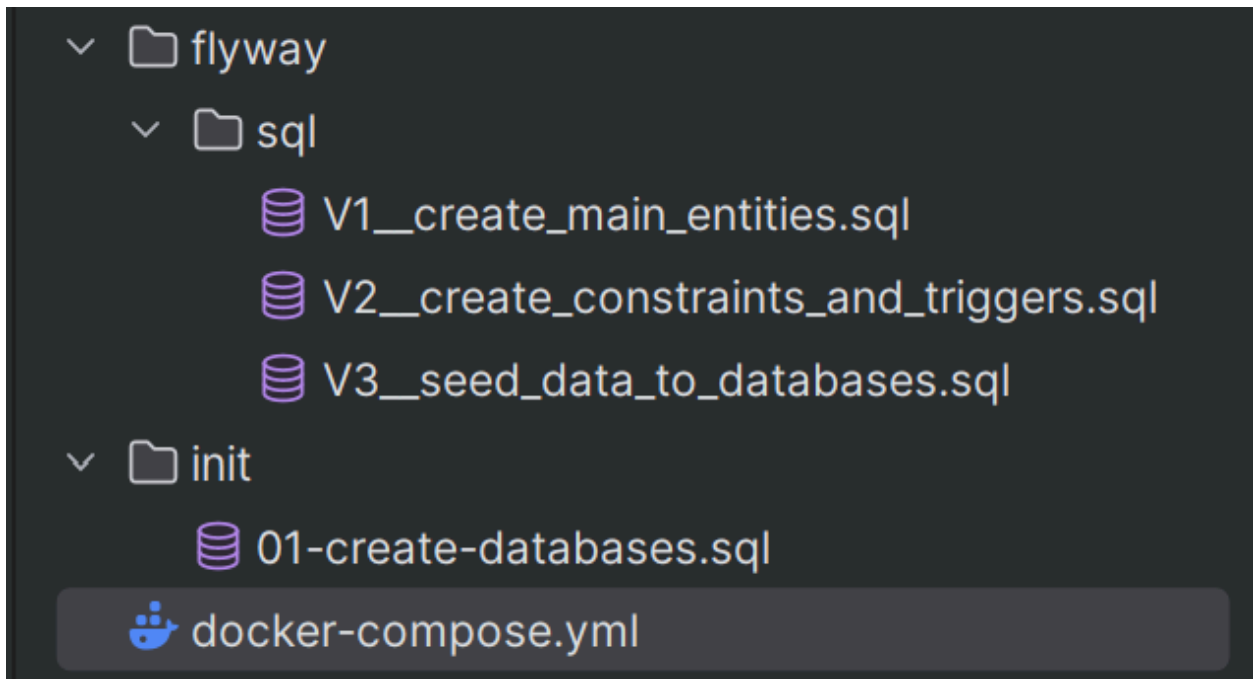 flyway
sql
V1__create_main_entities.sql
V2__create_constraints_and_triggers.sql
V3__seed_data_to_databases.sql
init
01-create-databases.sql
docker-compose.yml